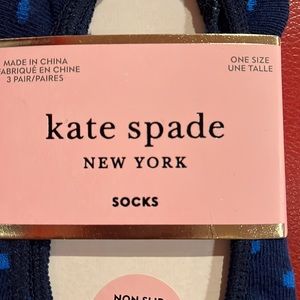 MADE IN CHINA
FABRIQUÉ EN CHINE
3 PAIR/PAIRES
ONE SIZE
UNE TAILLE
kate spade
NEW YORK
SOCKS
NON SLIP